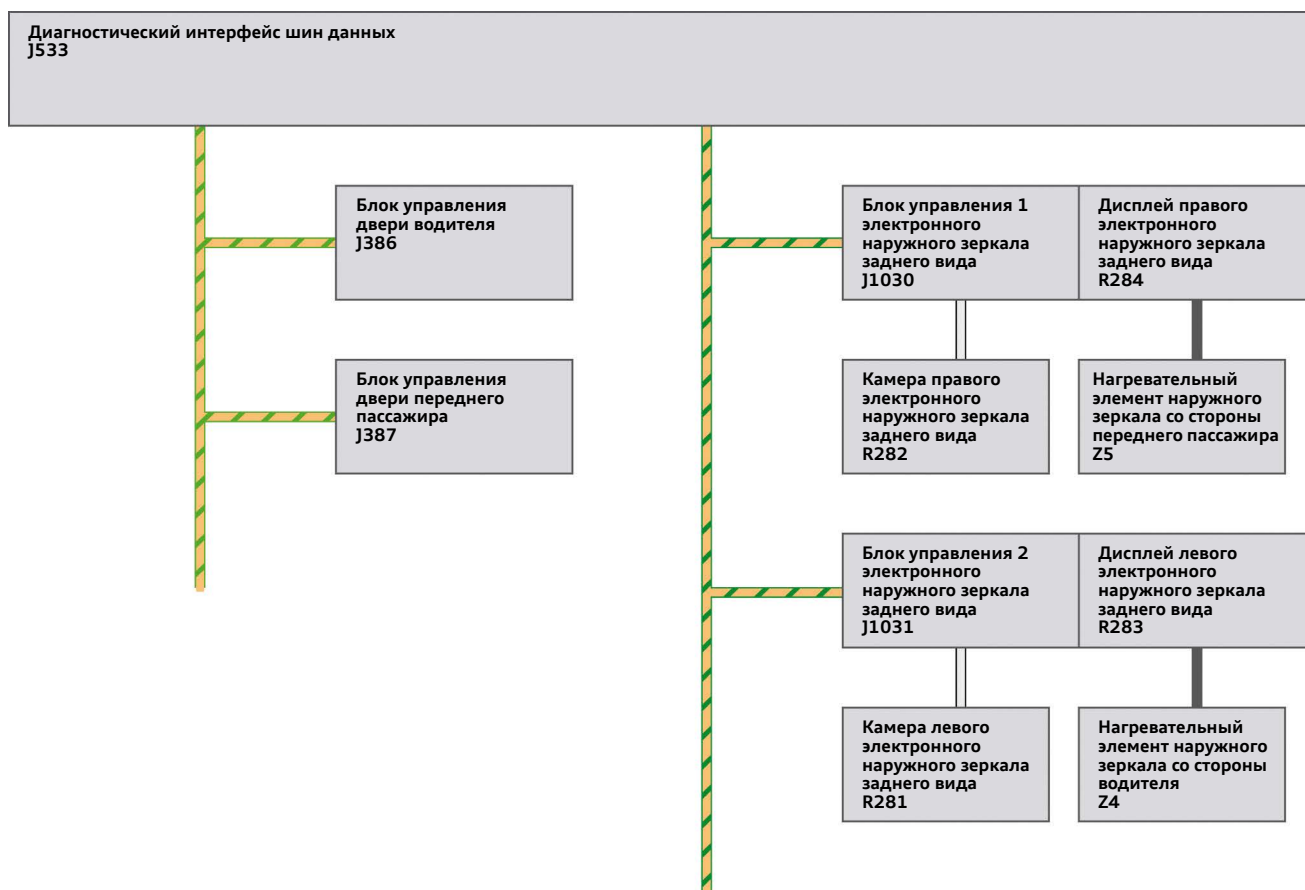 Диагностический интерфейс шин данных
J533
Блок управления
двери водителя
J386
Блок управления
двери переднего
пассажира
J387
Блок управления 1
электронного
наружного зеркала
заднего вида
J1030
Дисплей правого
электронного
наружного зеркала
заднего вида
R284
Камера правого
электронного
наружного зеркала
заднего вида
R282
Нагревательный
элемент наружного
зеркала со стороны
переднего пассажира
Z5
Блок управления 2
электронного
наружного зеркала
заднего вида
J1031
Дисплей левого
электронного
наружного зеркала
заднего вида
R283
Камера левого
электронного
наружного зеркала
заднего вида
R281
Нагревательный
элемент наружного
зеркала со стороны
водителя
Z4